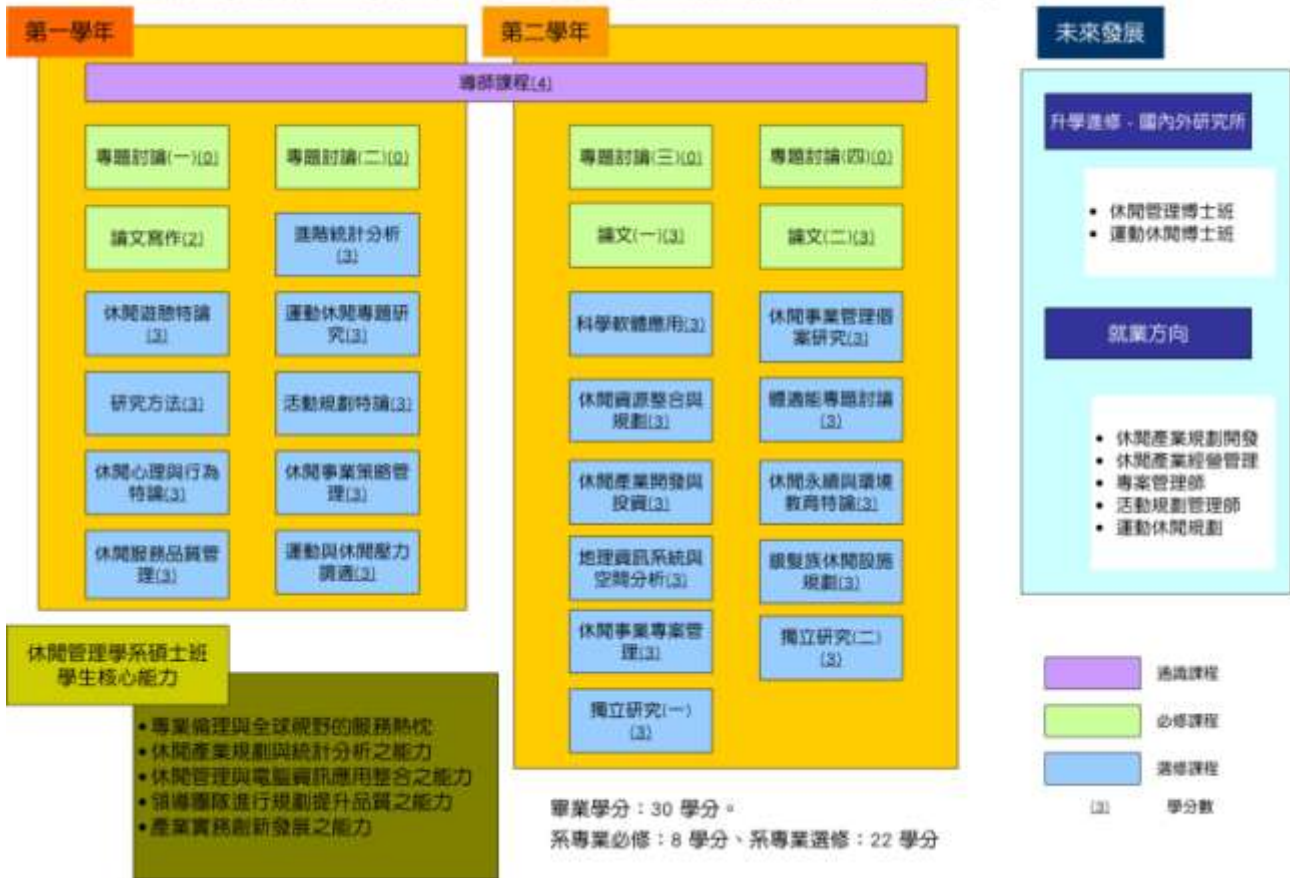 第一學年
第二學年
未來發展
導師課程(4)
專題討論(一)(0)
專題討論(二)(0)
論文寫作(2)
進階統計分析
(3)
休閒遊憩特論
(3)
運動休閒專題研
究(3)
研究方法(3)
活動規劃特論(3)
休閒心理與行為
特論(3)
休閒事業策略管
理(3)
休閒服務品質管
理(3)
運動與休閒壓力
調適(3)
專題討論(三)(0)
專題討論(四)(0)
論文(一)(3)
論文(二)(3)
科學軟體應用(3)
休閒事業管理個
案研究(3)
休閒資源整合與
規劃(3)
體適能專題討論
(3)
休閒產業開發與
投資(3)
休閒永續與環境
教育特論(3)
地理資訊系統與
空間分析(3)
銀髮族休閒設施
規劃(3)
休閒事業專案管
理(3)
獨立研究(二)
(3)
獨立研究(一)
(3)
升學進修-國內外研究所
• 休閒管理博士班
• 運動休閒博士班
就業方向
• 休閒產業規劃開發
• 休閒產業經營管理
• 專案管理師
• 活動規劃管理師
• 運動休閒規劃
休閒管理學系碩士班
學生核心能力
•專業倫理與全球視野的服務熱忱
•休閒產業規劃與統計分析之能力
•休閒管理與電腦資訊應用整合之能力
•領導團隊進行規劃提升品質之能力
•產業實務創新發展之能力
畢業學分：30 學分。
系專業必修：8 學分、系專業選修：22 學分
通識課程
必修課程
選修課程
(3) 學分數